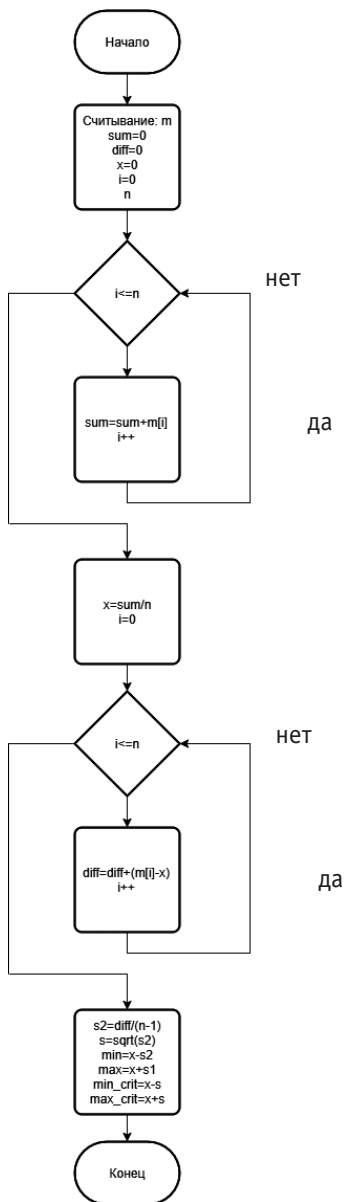 Начало
Считывание: m
sum=0
diff=0
x=0
i=0
n
i<=n
нет
sum=sum+m[i]
i++
да
x=sum/n
i=0
i<=n
нет
diff=diff+(m[i]-x)
i++
да
s2=diff/(n-1)
s=sqrt(s2)
min=x-s2
max=x+s1
min_crit=x-s
max_crit=x+s
Конец